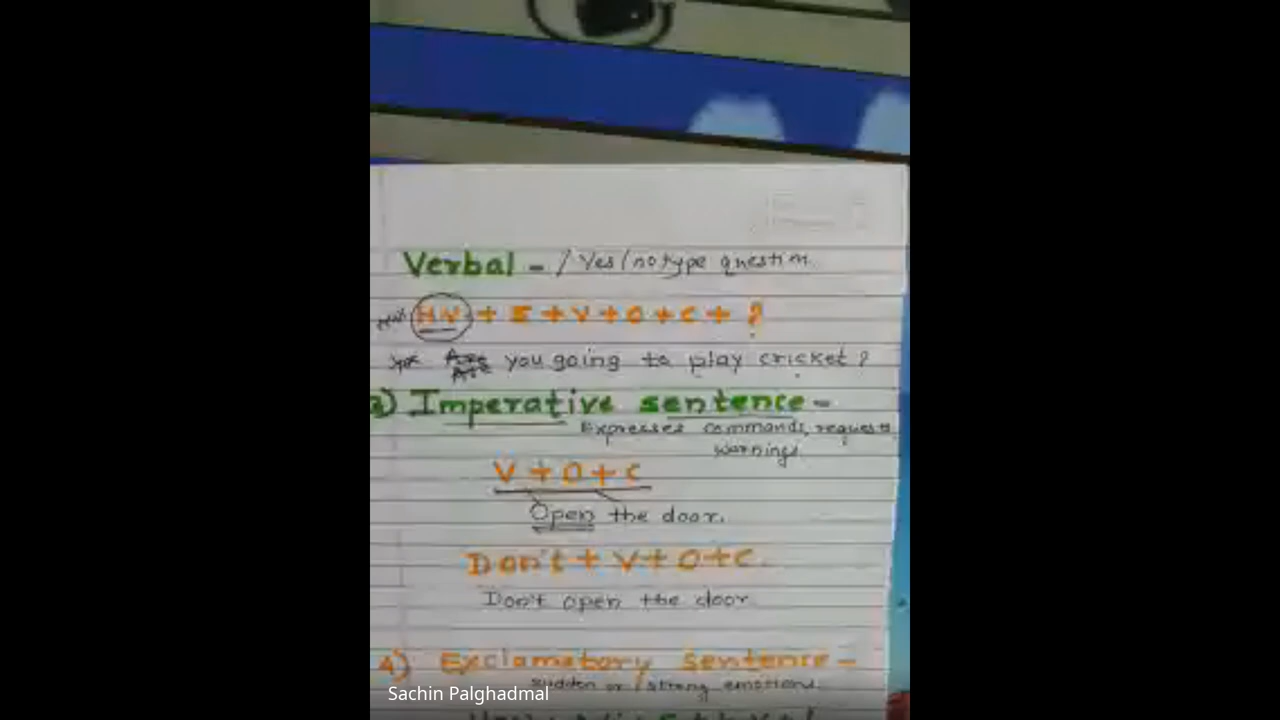 Verbal - / Yes/no type question.
HV + S + V + O + C + ?
Are you going to play cricket?
3) Imperative sentence -
Expresses commands, requests
warnings
V + O + C
Open the door.
Don't + V + O + C.
Don't open the door.
4) Exclamatory sentence -
sudden or / strong emotions.
Sachin Palghadmal